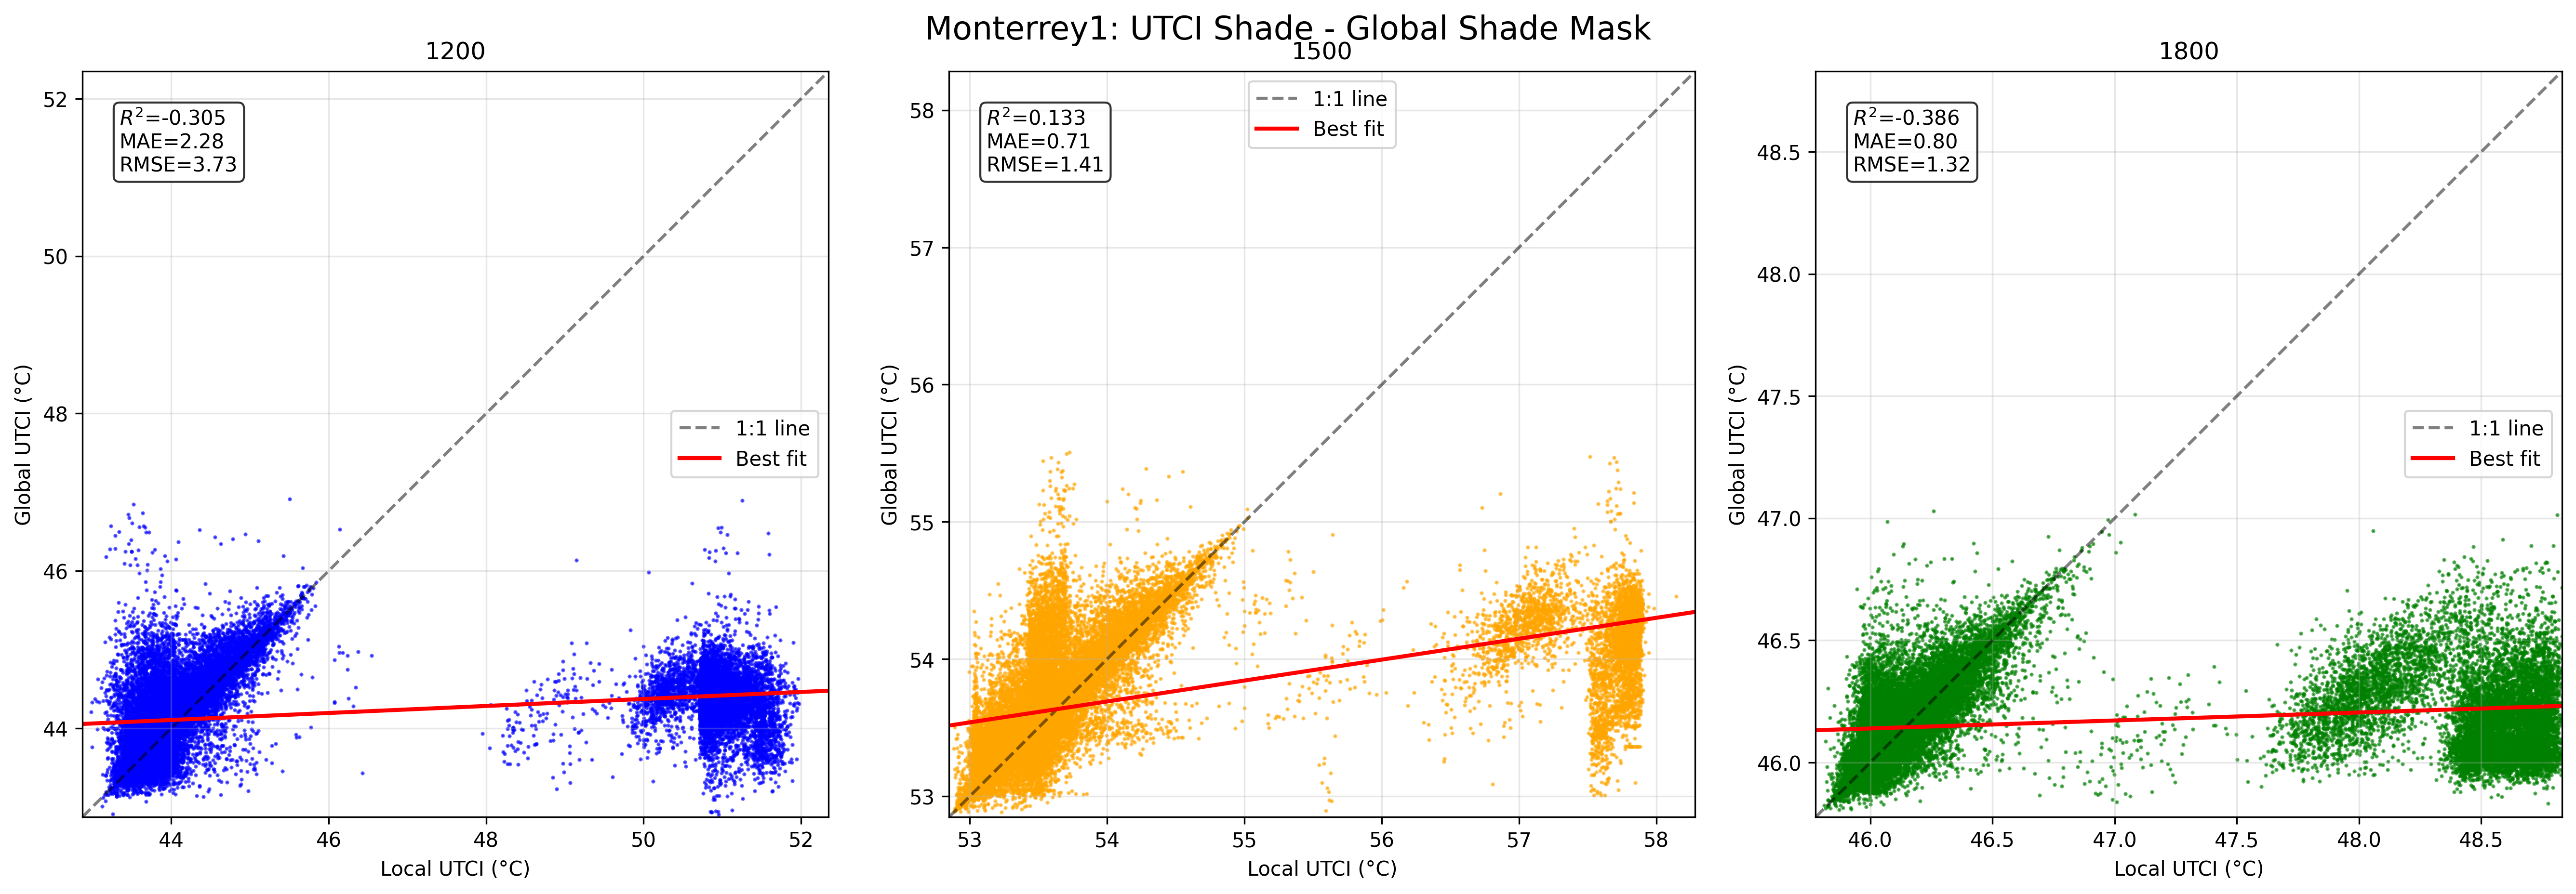 Monterrey1: UTCI Shade - Global Shade Mask
1200
R²=-0.305
MAE=2.28
RMSE=3.73
1:1 line
Best fit
52
50
48
46
44
44
46
48
50
52
Global UTCI (°C)
Local UTCI (°C)
1500
R²=0.133
MAE=0.71
RMSE=1.41
1:1 line
Best fit
58
57
56
55
54
53
53
54
55
56
57
58
Global UTCI (°C)
Local UTCI (°C)
1800
R²=-0.386
MAE=0.80
RMSE=1.32
1:1 line
Best fit
48.5
48.0
47.5
47.0
46.5
46.0
46.0
46.5
47.0
47.5
48.0
48.5
Global UTCI (°C)
Local UTCI (°C)